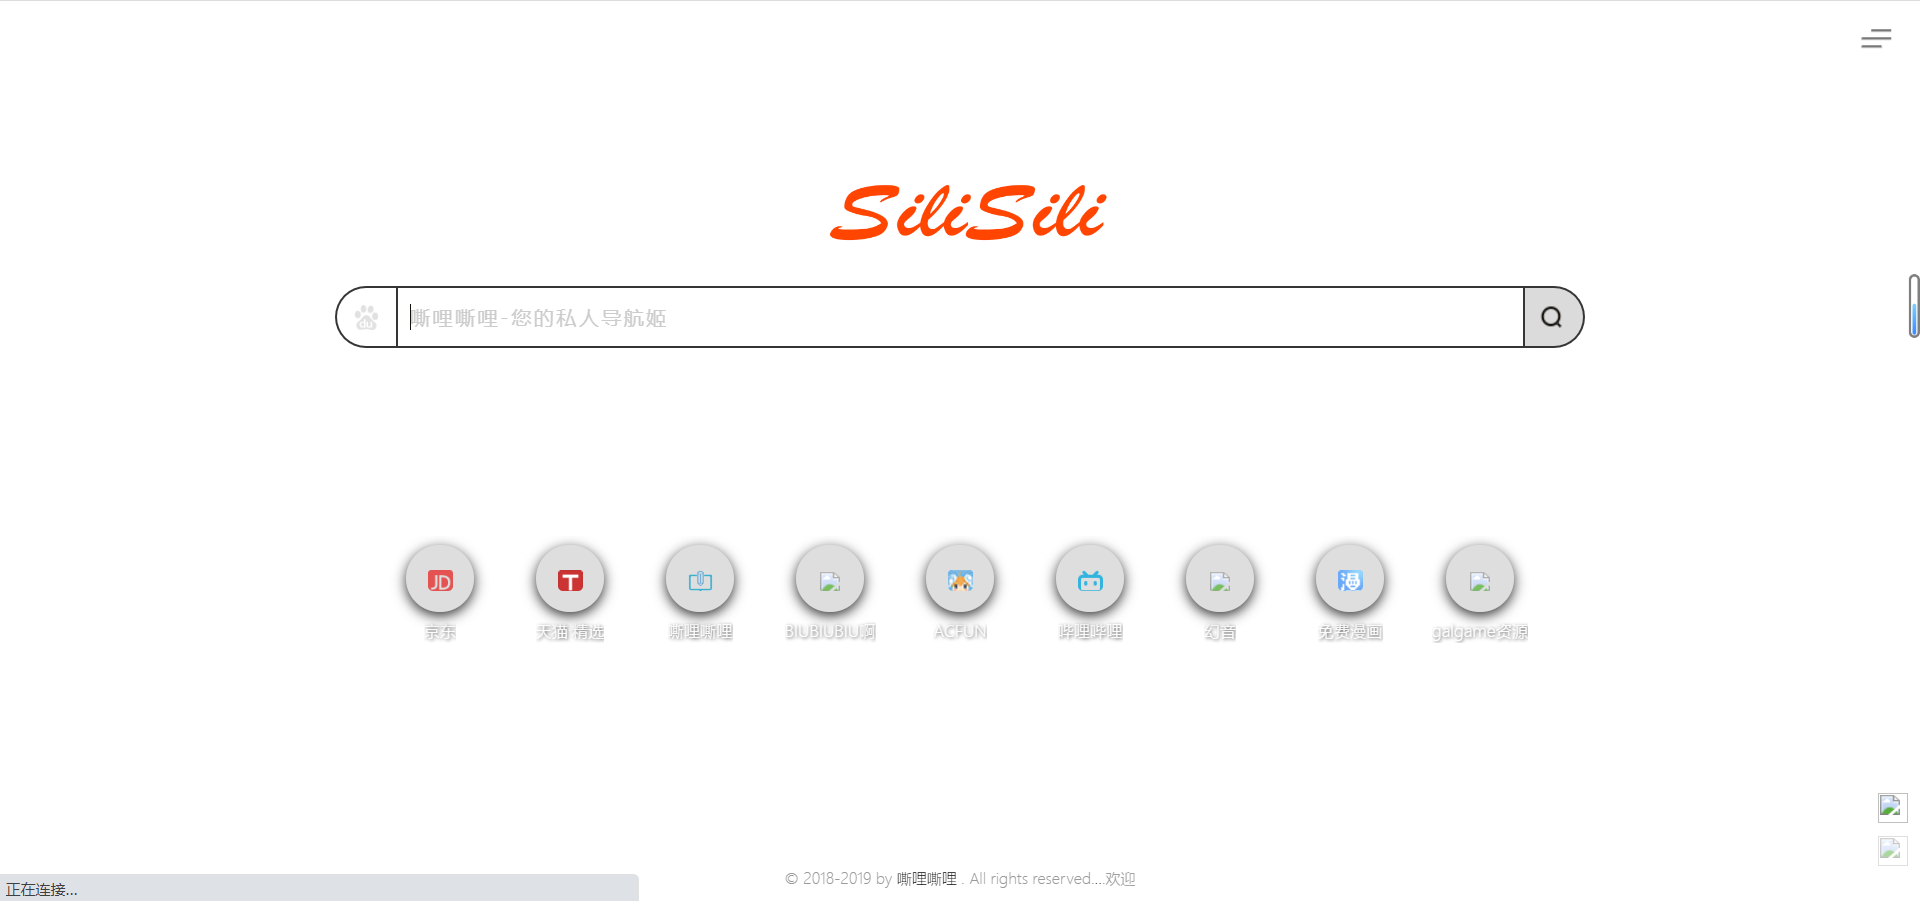 SiliSili
du
嘶哩嘶哩-您的私人导航姬
JD
T
漫
京东
天猫·精选
嘶哩嘶哩
BIUBIUBIU啊
ACFUN
哔哩哔哩
幻音
免费漫画
galgame资源
© 2018-2019 by 嘶哩嘶哩 . All rights reserved....欢迎
正在连接...